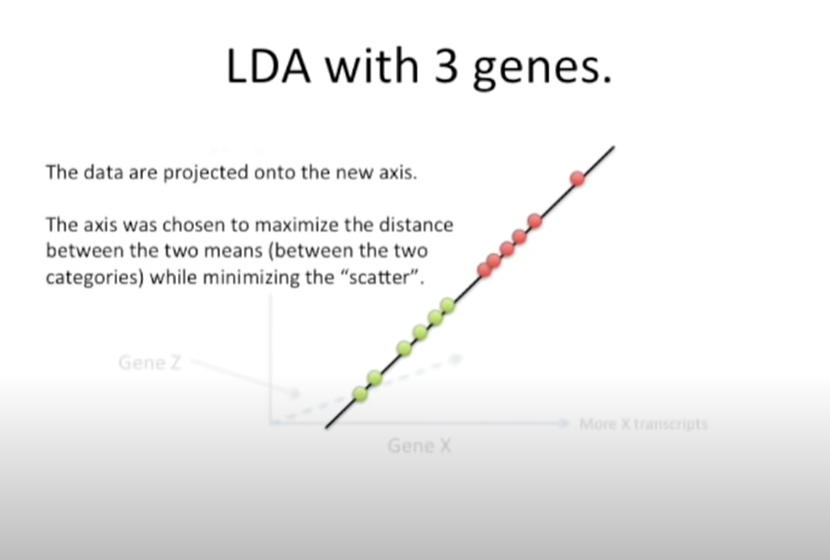 LDA with 3 genes.
The data are projected onto the new axis.
The axis was chosen to maximize the distance
between the two means (between the two
categories) while minimizing the “scatter”.
Gene Z
More X transcripts
Gene X